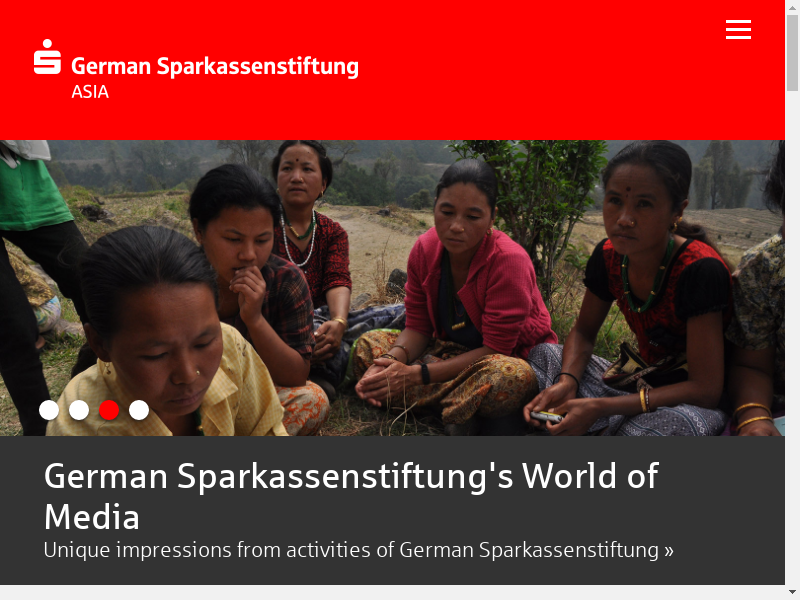 German Sparkassenstiftung
ASIA
German Sparkassenstiftung's World of
Media
Unique impressions from activities of German Sparkassenstiftung »